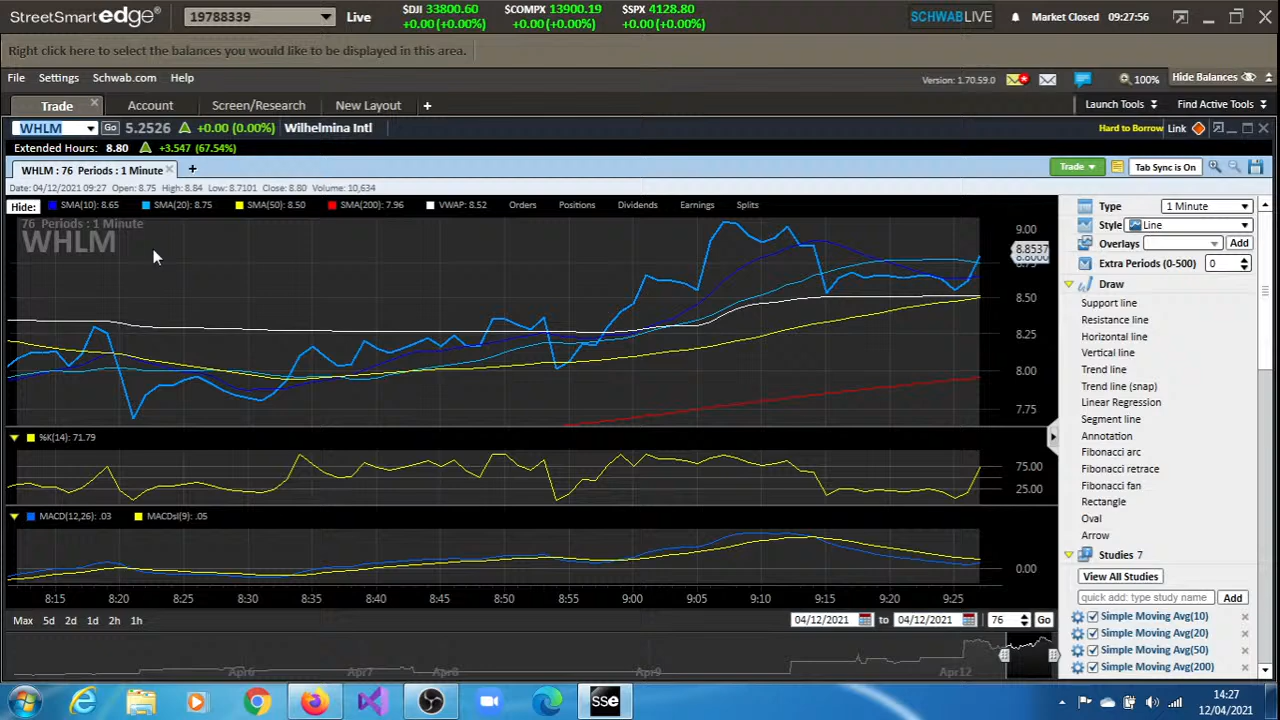 StreetSmart edge® 19788339 Live $DJI 33800.60 $COMPX 13900.19 $SPX 4128.80 SCHWABLIVE Market Closed 09:27:56
+0.00 (+0.00%) +0.00 (+0.00%) +0.00 (+0.00%)
Right click here to select the balances you would like to be displayed in this area.
File Settings Schwab.com Help Version: 1.70.59.0 100% Hide Balances
Trade Account Screen/Research New Layout + Launch Tools Find Active Tools
WHLM Go 5.2526 +0.00 (0.00%) Wilhelmina Intl Hard to Borrow Link
Extended Hours: 8.80 +3.547 (67.54%)
WHLM : 76 Periods : 1 Minute + Trade Tab Sync is On
Date: 04/12/2021 09:27 Open: 8.75 High: 8.84 Low: 8.7101 Close: 8.80 Volume: 10,634
Hide: SMA(10): 8.65 SMA(20): 8.75 SMA(50): 8.50 SMA(200): 7.96 VWAP: 8.52 Orders Positions Dividends Earnings Splits
76 Periods : 1 Minute
WHLM
9.00
8.8537
8.8000
8.75
8.50
8.25
8.00
7.75
%K(14): 71.79
75.00
25.00
MACD(12,26): .03 MACDsl(9): .05
0.00
8:15 8:20 8:25 8:30 8:35 8:40 8:45 8:50 8:55 9:00 9:05 9:10 9:15 9:20 9:25
Max 5d 2d 1d 2h 1h 04/12/2021 to 04/12/2021 76 Go
Apr6 Apr7 Apr8 Apr9 Apr12
Type 1 Minute
Style Line
Overlays Add
Extra Periods (0-500) 0
Draw
Support line
Resistance line
Horizontal line
Vertical line
Trend line
Trend line (snap)
Linear Regression
Segment line
Annotation
Fibonacci arc
Fibonacci retrace
Fibonacci fan
Rectangle
Oval
Arrow
Studies 7
View All Studies
quick add: type study name Add
Simple Moving Avg(10)
Simple Moving Avg(20)
Simple Moving Avg(50)
Simple Moving Avg(200)
sse
14:27
12/04/2021